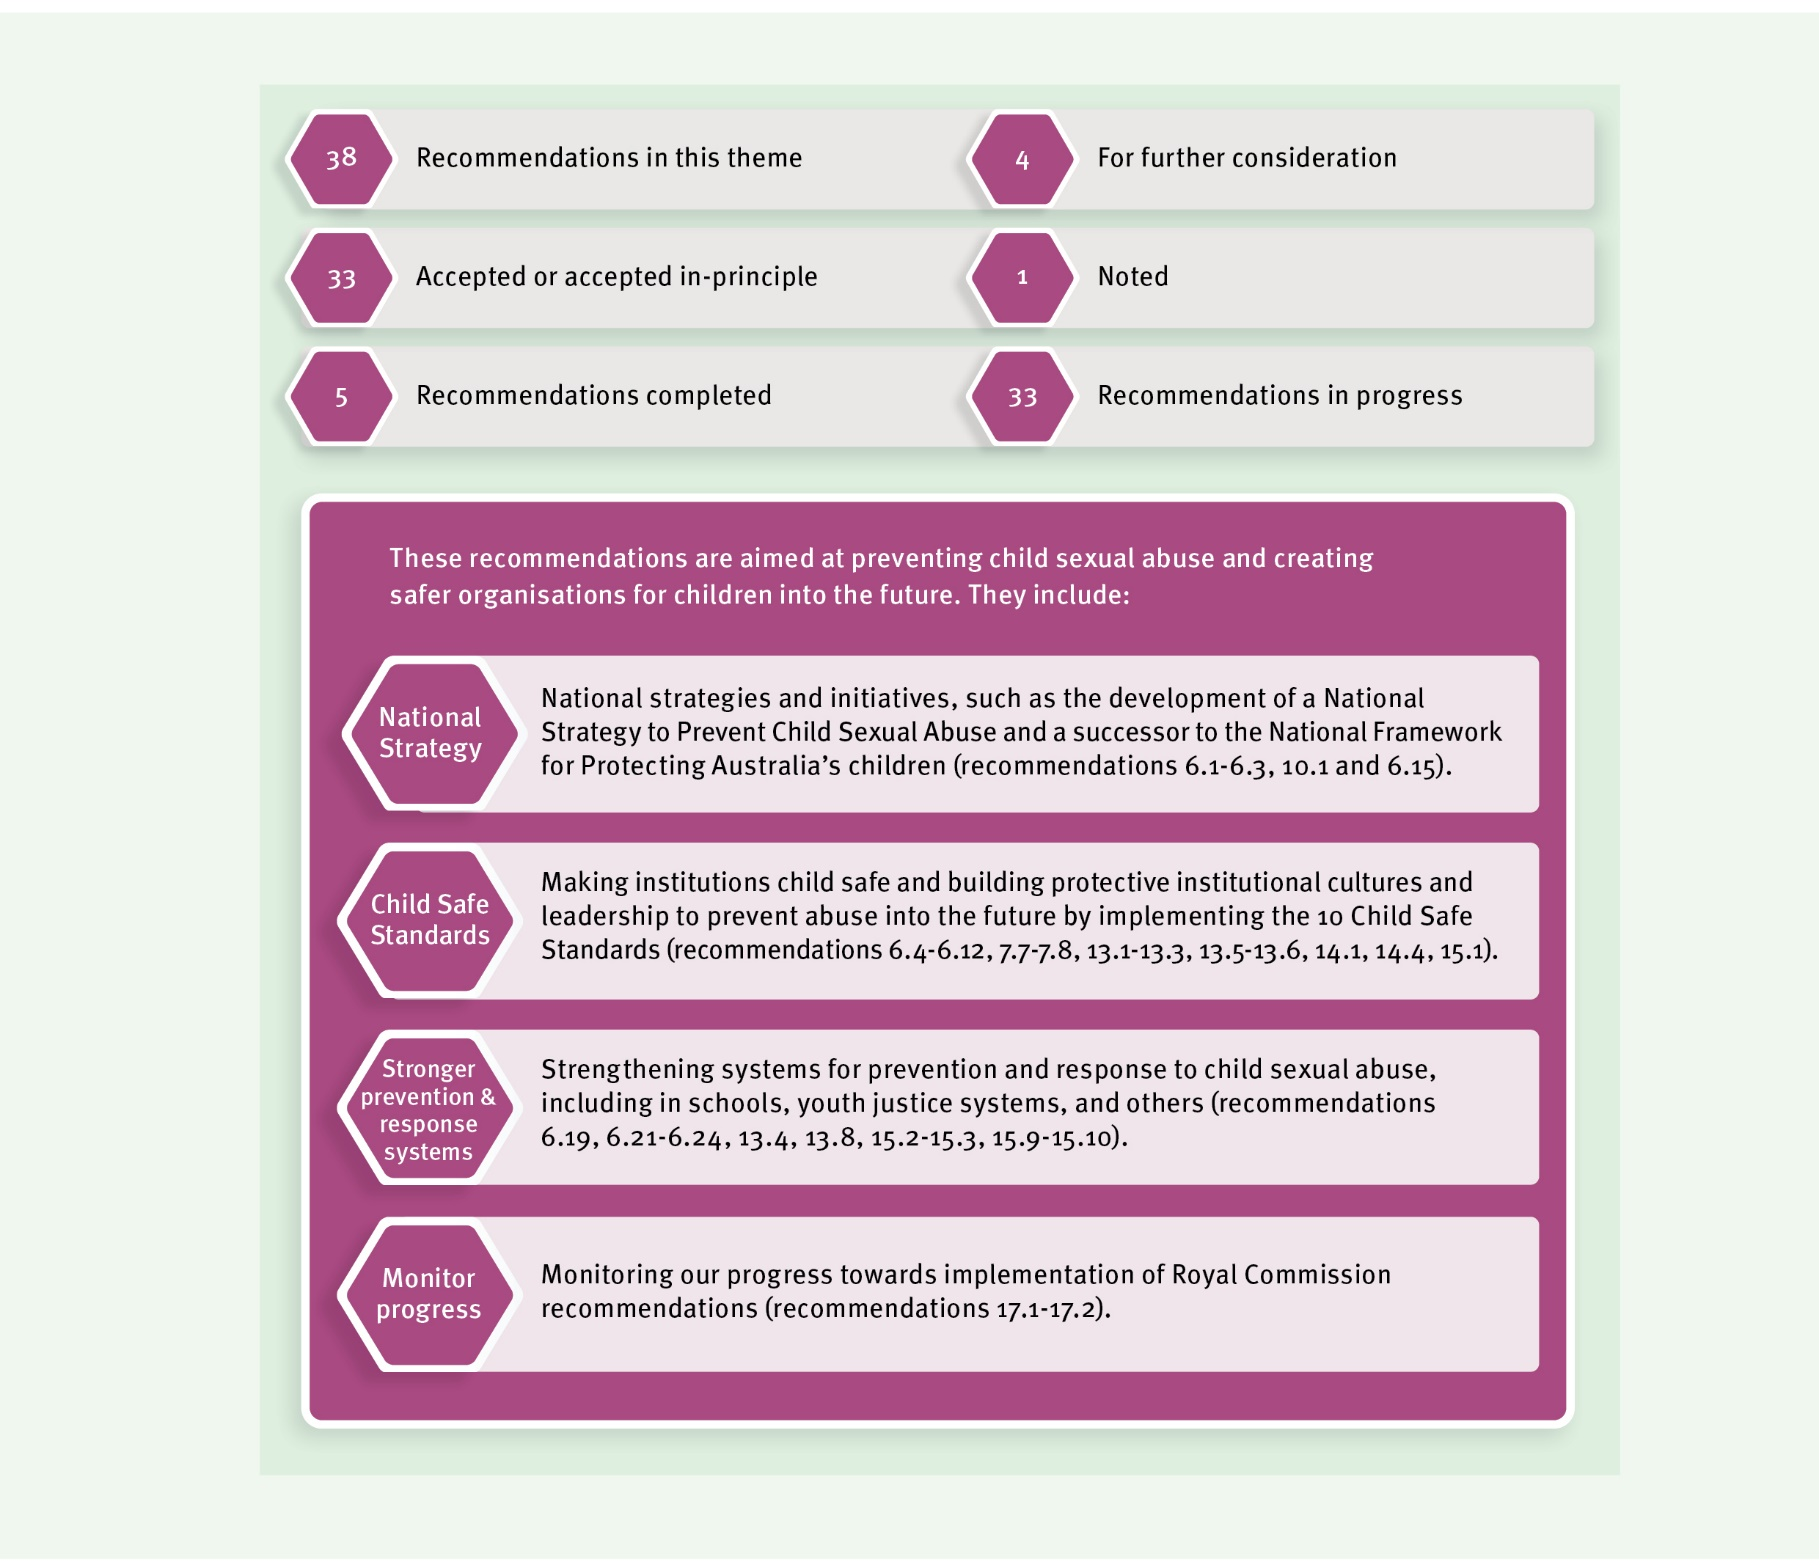 38 Recommendations in this theme
4 For further consideration
33 Accepted or accepted in-principle
1 Noted
5 Recommendations completed
33 Recommendations in progress
These recommendations are aimed at preventing child sexual abuse and creating
safer organisations for children into the future. They include:
National
Strategy
National strategies and initiatives, such as the development of a National
Strategy to Prevent Child Sexual Abuse and a successor to the National Framework
for Protecting Australia’s children (recommendations 6.1-6.3, 10.1 and 6.15).
Child Safe
Standards
Making institutions child safe and building protective institutional cultures and
leadership to prevent abuse into the future by implementing the 10 Child Safe
Standards (recommendations 6.4-6.12, 7.7-7.8, 13.1-13.3, 13.5-13.6, 14.1, 14.4, 15.1).
Stronger
prevention &
response
systems
Strengthening systems for prevention and response to child sexual abuse,
including in schools, youth justice systems, and others (recommendations
6.19, 6.21-6.24, 13.4, 13.8, 15.2-15.3, 15.9-15.10).
Monitor
progress
Monitoring our progress towards implementation of Royal Commission
recommendations (recommendations 17.1-17.2).